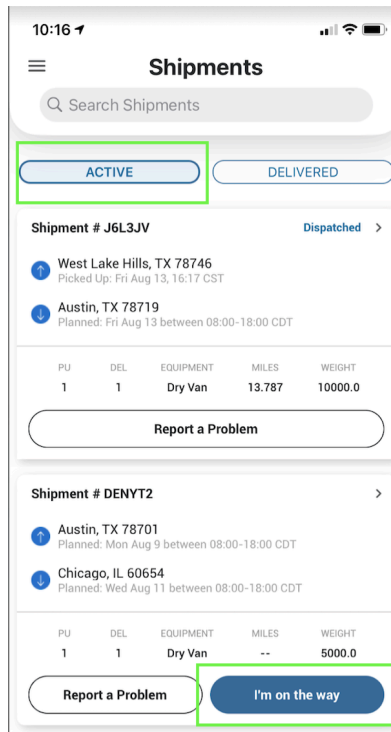 10:16
Shipments
Search Shipments
ACTIVE DELIVERED
Shipment # J6L3JV Dispatched
West Lake Hills, TX 78746
Picked Up: Fri Aug 13, 16:17 CST
Austin, TX 78719
Planned: Fri Aug 13 between 08:00-18:00 CDT
PU DEL EQUIPMENT MILES WEIGHT
1 1 Dry Van 13.787 10000.0
Report a Problem
Shipment # DENYT2
Austin, TX 78701
Planned: Mon Aug 9 between 08:00-18:00 CDT
Chicago, IL 60654
Planned: Wed Aug 11 between 08:00-18:00 CDT
PU DEL EQUIPMENT MILES WEIGHT
1 1 Dry Van -- 5000.0
Report a Problem I'm on the way